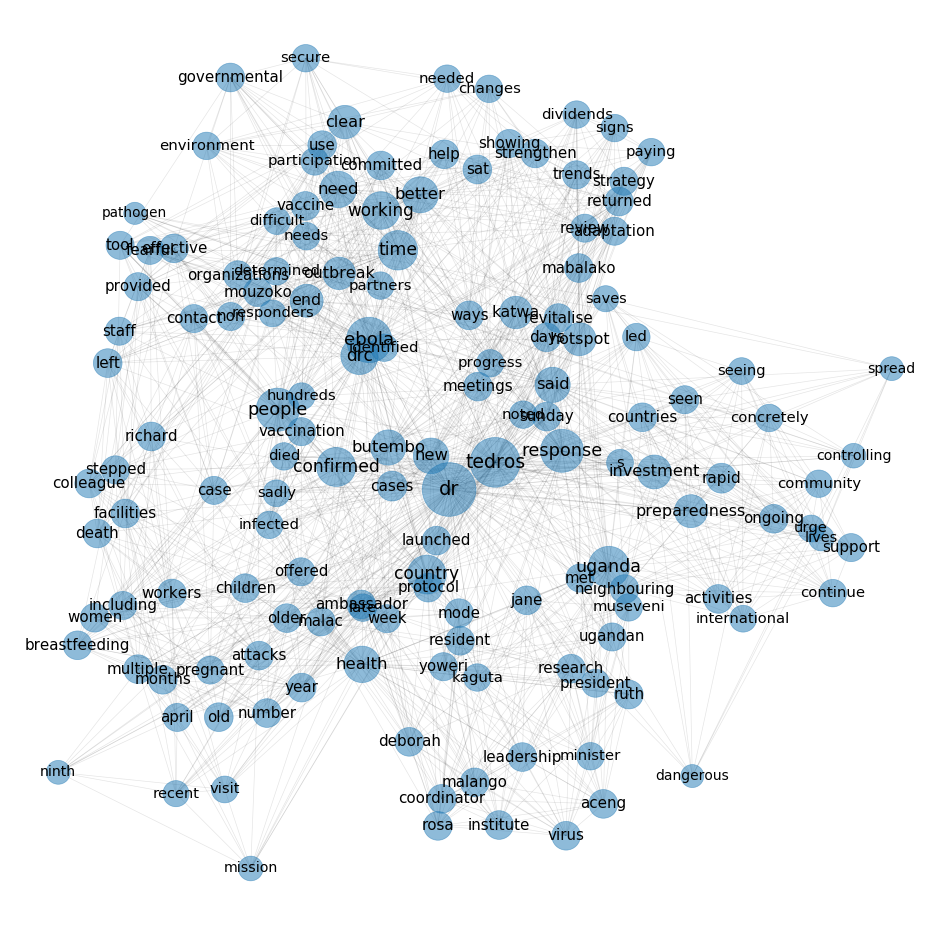 secure
governmental
needed
changes
dividends
clear
signs
use
environment
showing
help
strengthen
paying
participation
committed
sat
trends
strategy
need
better
returned
vaccine
working
pathogen
difficult
review
adaptation
needs
tool
fearful
effective
time
mabalako
determined
outbreak
organizations
provided
mouzoko
partners
end
saves
responders
contact
non
ways
katwa
revitalise
staff
ebola
days
hotspot
led
identified
drc
left
progress
seeing
spread
meetings
said
hundreds
seen
people
noted
sunday
countries
concretely
vaccination
richard
butembo
response
died
new
tedros
s
controlling
confirmed
stepped
investment
rapid
colleague
cases
dr
community
case
sadly
facilities
preparedness
ongoing
infected
death
urge
lives
launched
support
uganda
offered
country
met
protocol
children
neighbouring
workers
continue
activities
including
ambassador
late
jane
museveni
women
older
malac
week
mode
international
resident
ugandan
breastfeeding
attacks
health
yoweri
research
multiple
pregnant
kaguta
months
president
year
ruth
april
old
number
deborah
leadership
minister
ninth
dangerous
malango
visit
recent
coordinator
aceng
rosa
institute
virus
mission